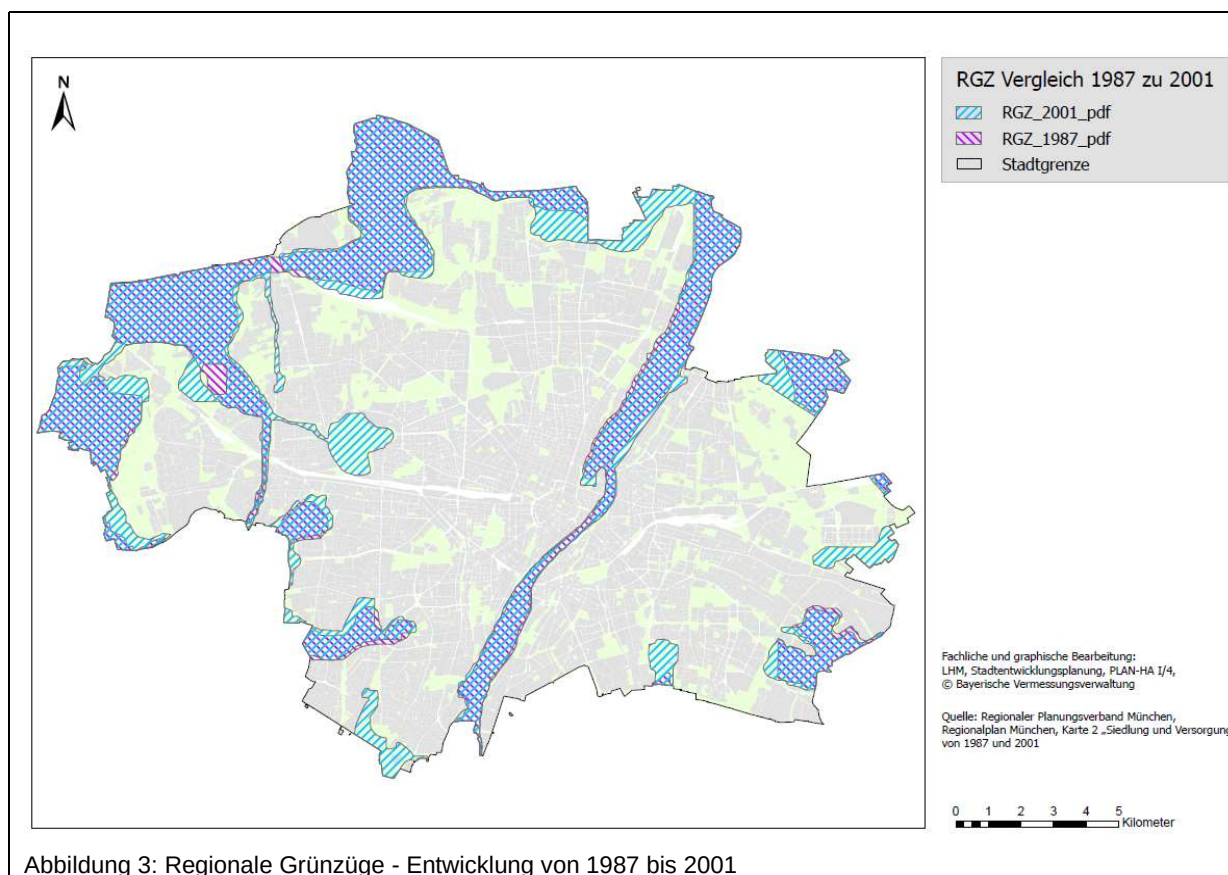 N
RGZ Vergleich 1987 zu 2001
RGZ_2001_pdf
RGZ_1987_pdf
Stadtgrenze
Fachliche und graphische Bearbeitung:
LHM, Stadtentwicklungsplanung, PLAN-HA I/4,
© Bayerische Vermessungsverwaltung
Quelle: Regionaler Planungsverband München,
Regionalplan München, Karte 2 „Siedlung und Versorgung
von 1987 und 2001
0 1 2 3 4 5
Kilometer
Abbildung 3: Regionale Grünzüge - Entwicklung von 1987 bis 2001